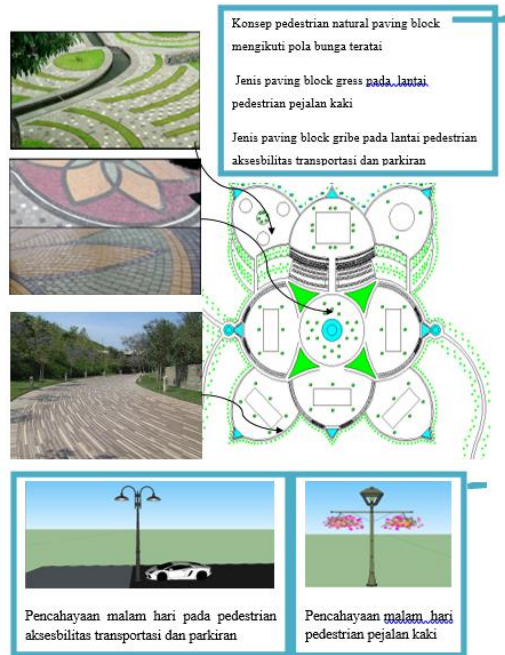 Konsep pedestrian natural paving block
mengikuti pola bunga teratai
Jenis paving block gress pada lantai
pedestrian pejalan kaki
Jenis paving block gribe pada lantai pedestrian
aksesbilitas transportasi dan parkiran
Pencahayaan malam hari pada pedestrian
aksesbilitas transportasi dan parkiran
Pencahayaan malam hari
pedestrian pejalan kaki